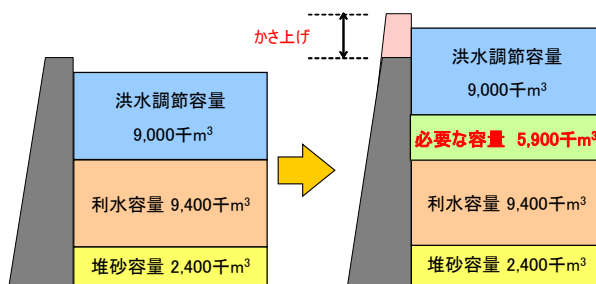 洪水調節容量
9,000千m³
利水容量 9,400千m³
堆砂容量 2,400千m³
かさ上げ
洪水調節容量
9,000千m³
必要な容量 5,900千m³
利水容量 9,400千m³
堆砂容量 2,400千m³